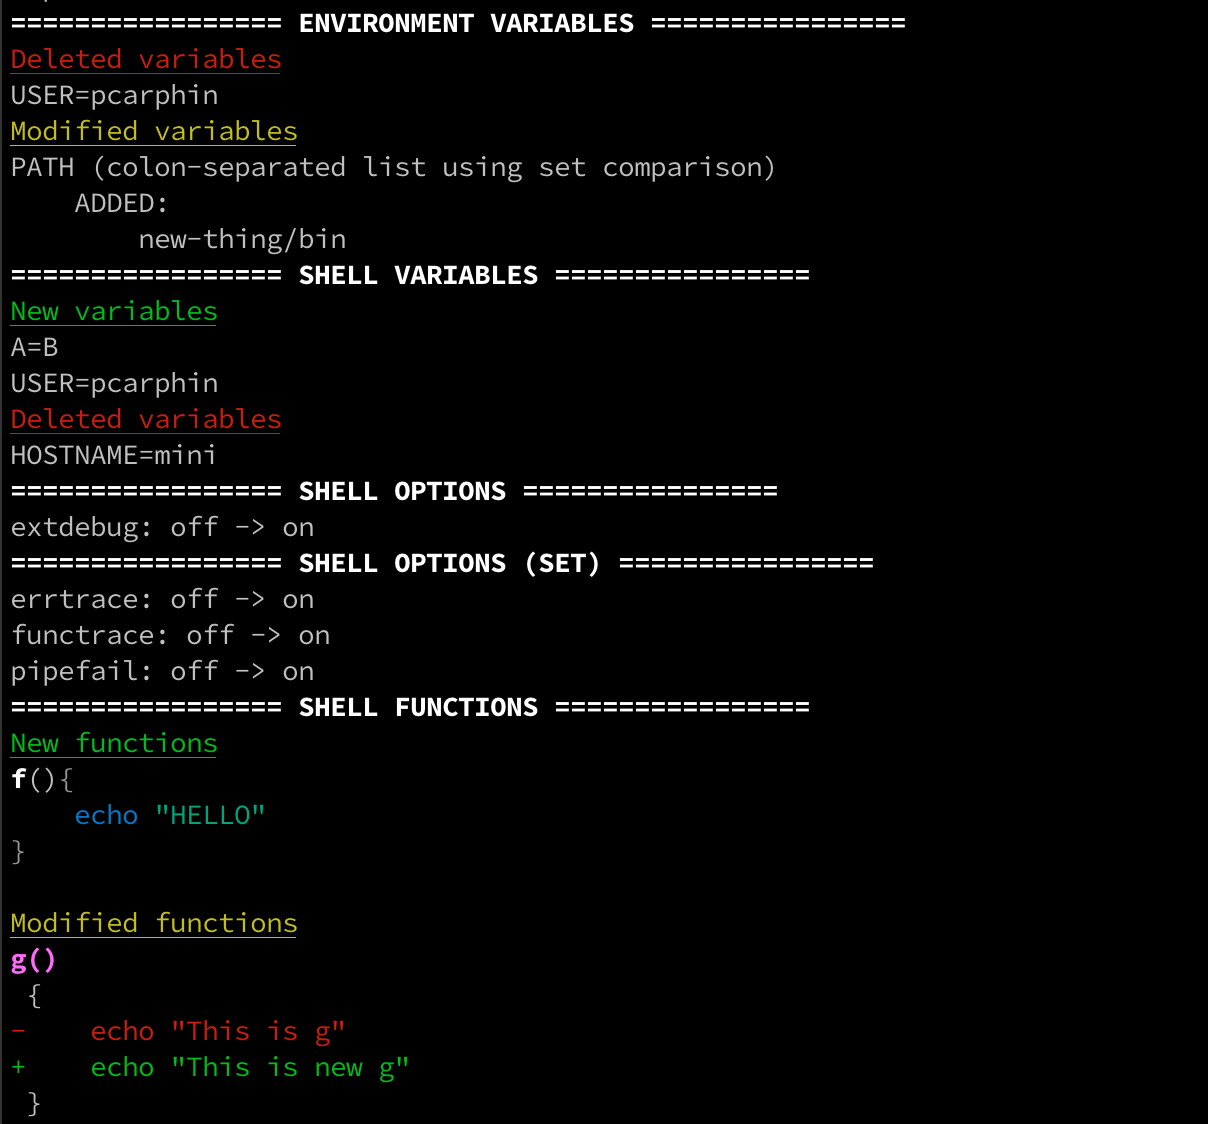 ================= ENVIRONMENT VARIABLES ================
Deleted variables
USER=pcarphin
Modified variables
PATH (colon-separated list using set comparison)
    ADDED:
        new-thing/bin
================= SHELL VARIABLES ================
New variables
A=B
USER=pcarphin
Deleted variables
HOSTNAME=mini
================= SHELL OPTIONS ================
extdebug: off -> on
================= SHELL OPTIONS (SET) ================
errtrace: off -> on
functrace: off -> on
pipefail: off -> on
================= SHELL FUNCTIONS ================
New functions
f(){
    echo "HELLO"
}

Modified functions
g()
 {
-    echo "This is g"
+    echo "This is new g"
 }